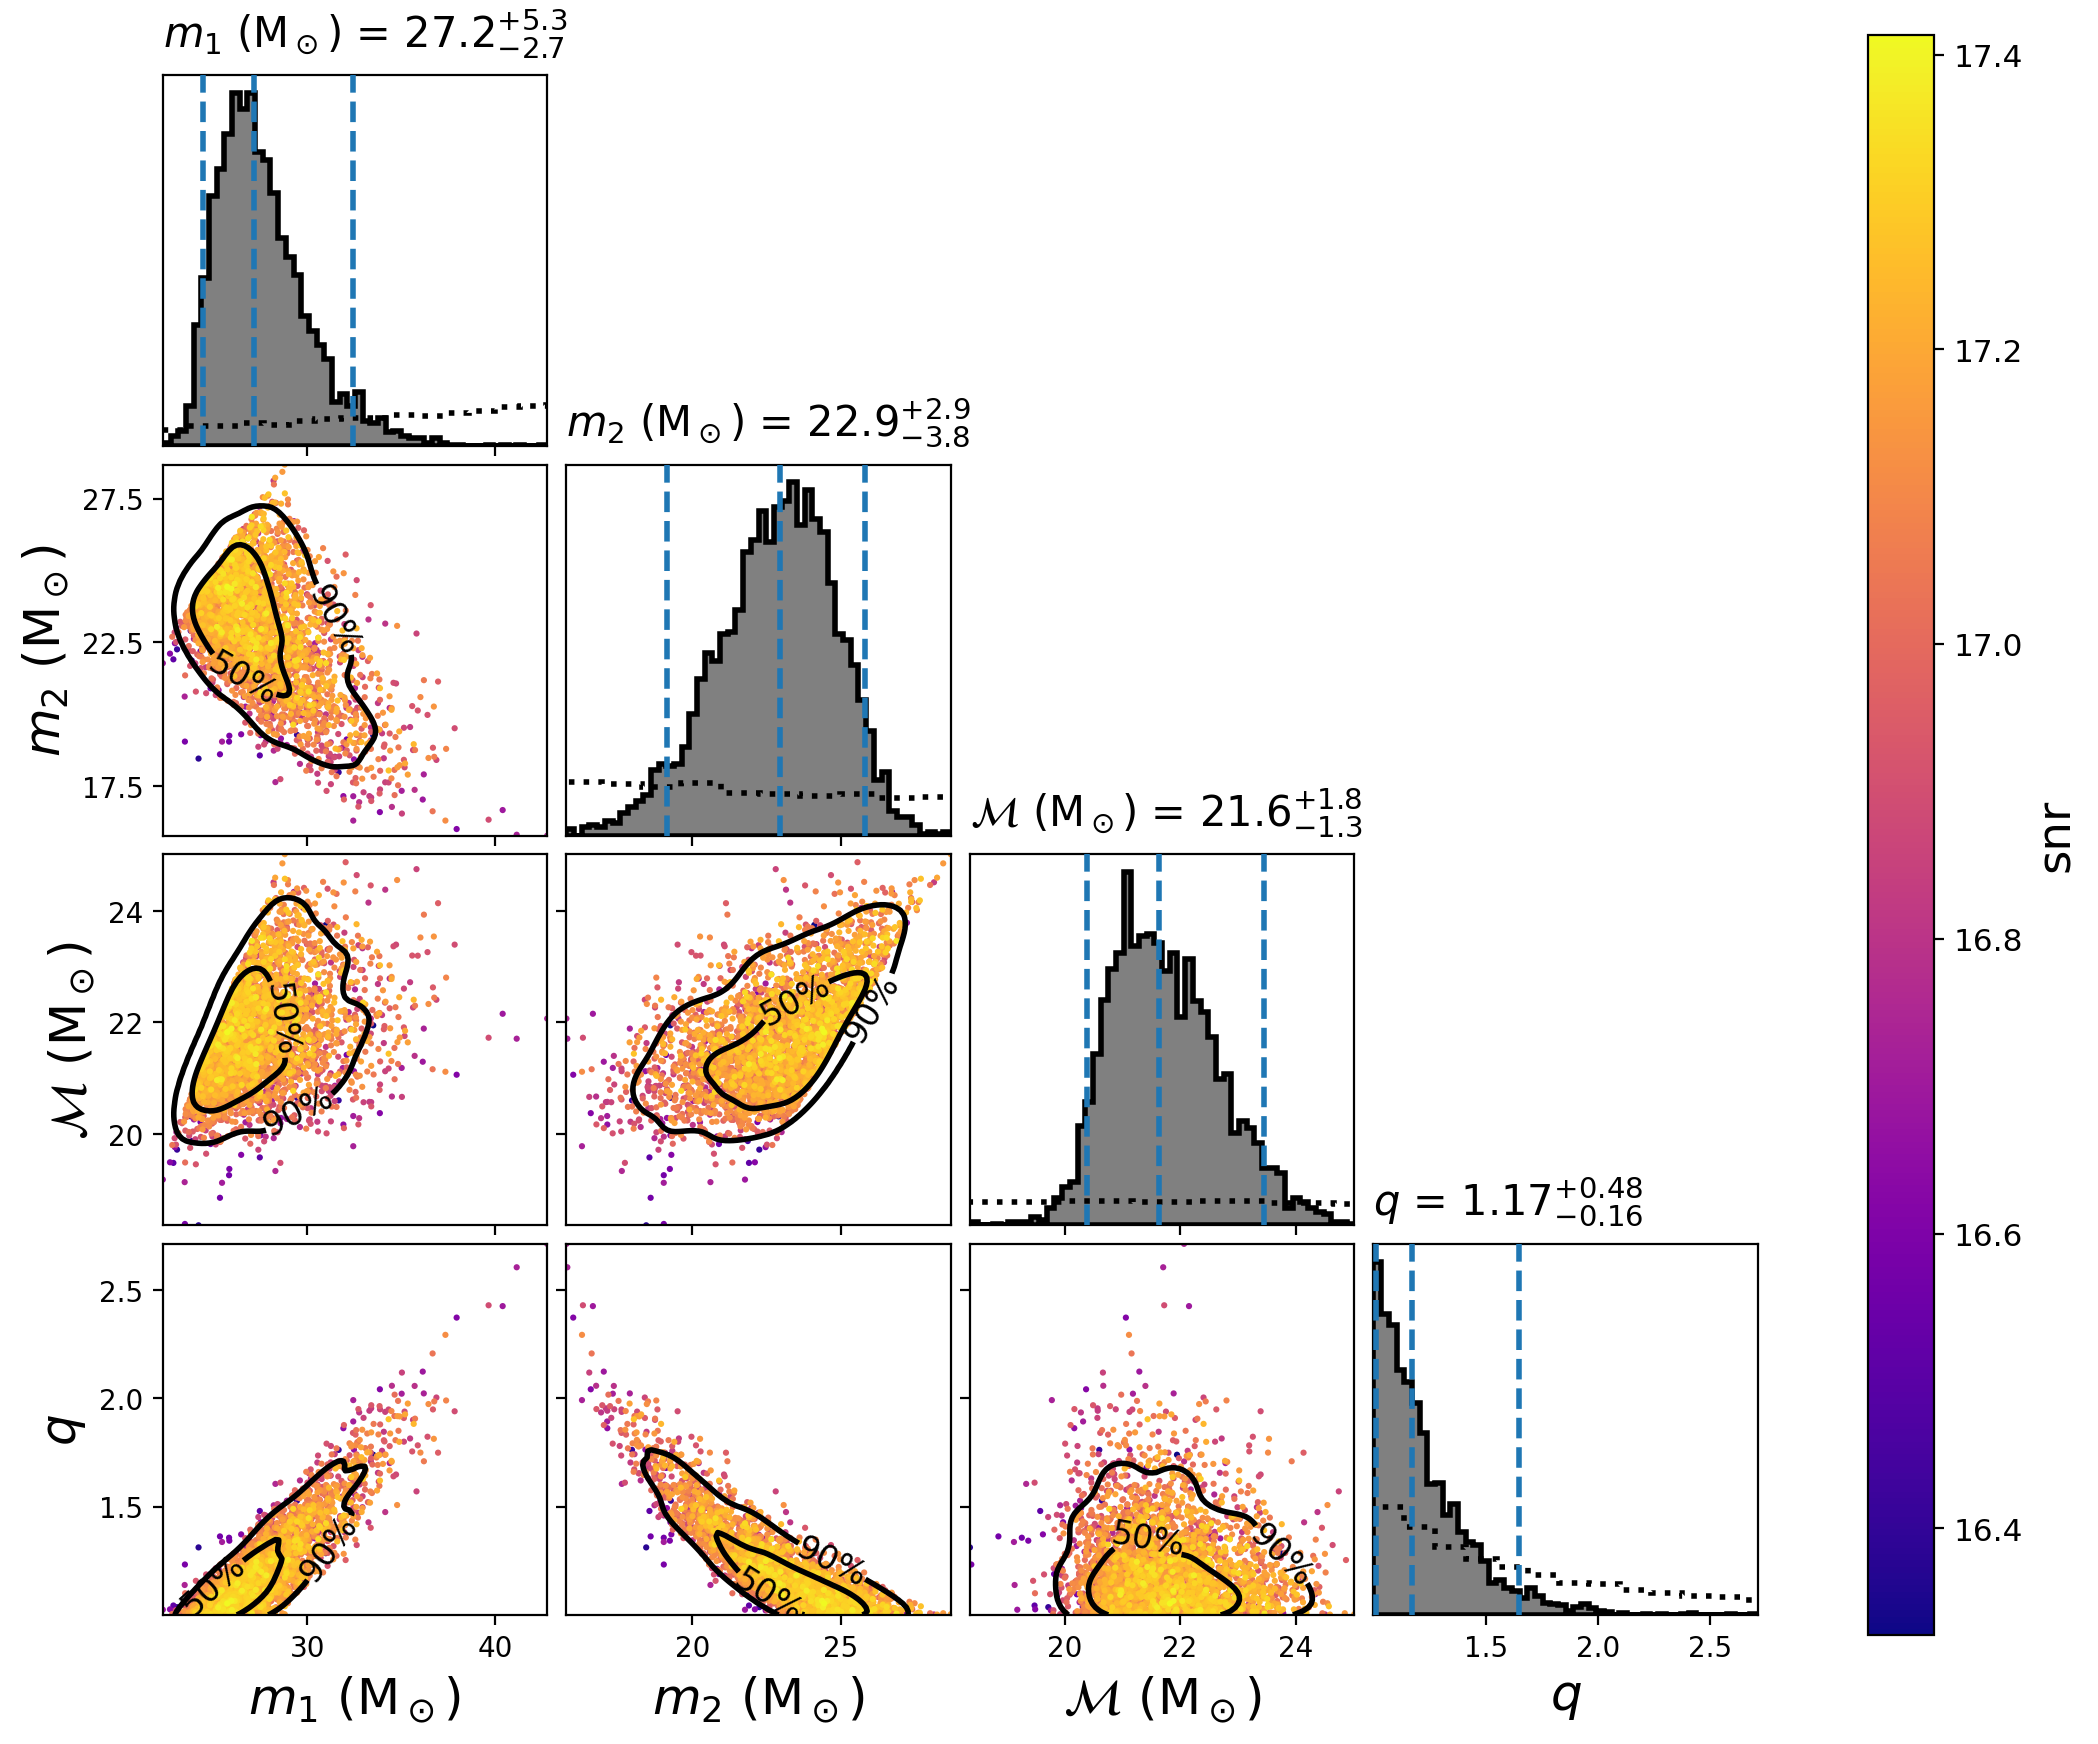 m₁ (M⊙) = 27.2 +5.3 −2.7
17.4
m₂ (M⊙) = 22.9 +2.9 −3.8
17.2
27.5
22.5
17.5
m₂ (M⊙)
90%
50%
17.0
ℳ (M⊙) = 21.6 +1.8 −1.3
snr
24
22
20
ℳ (M⊙)
50%
90%
50%
90%
16.8
q = 1.17 +0.48 −0.16
16.6
2.5
2.0
1.5
q
50%
90%
90%
50%
50%
90%
16.4
30 40 20 25 20 22 24 1.5 2.0 2.5
m₁ (M⊙) m₂ (M⊙) ℳ (M⊙) q